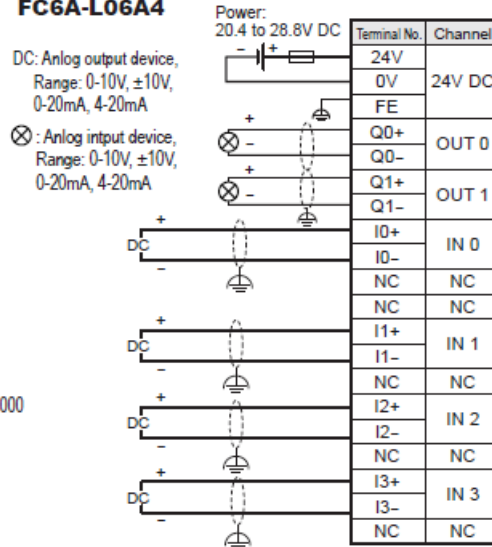 FC6A-L06A4
Power:
20.4 to 28.8V DC
DC: Anlog output device,
Range: 0-10V, ±10V,
0-20mA, 4-20mA
: Anlog intput device,
Range: 0-10V, ±10V,
0-20mA, 4-20mA
Terminal No. Channel
24V
0V 24V DC
FE
Q0+
Q0– OUT 0
Q1+
Q1– OUT 1
I0+
I0– IN 0
NC NC
NC NC
I1+
I1– IN 1
NC NC
I2+
I2– IN 2
NC NC
I3+
I3– IN 3
NC NC
– +
+
–
+
–
+
DC
–
+
DC
–
+
DC
–
+
DC
–
000